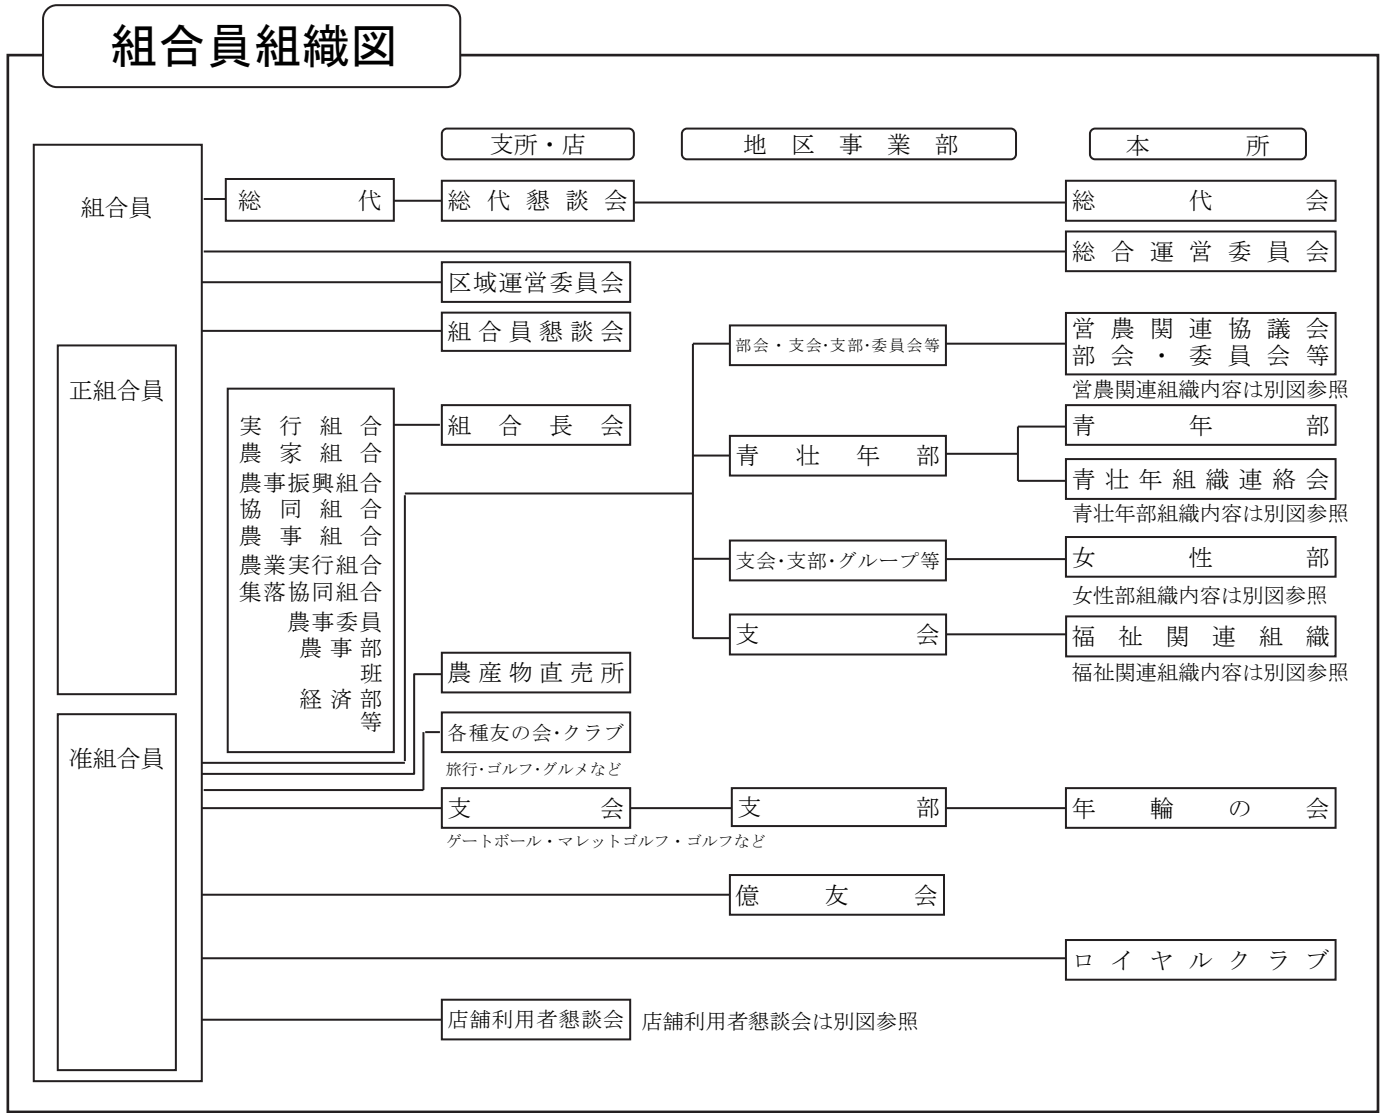 組合員組織図
支所・店
地区事業部
本所
組合員
総代
総代懇談会
総代会
総合運営委員会
区域運営委員会
組合員懇談会
正組合員
部会・支会・支部・委員会等
営農関連協議会
部会・委員会等
営農関連組織内容は別図参照
実行組合
農家組合
農事振興組合
協同組合
農事組合
農業実行組合
集落協同組合
農事委員
農事部
班
経済部
等
組合長会
青壮年部
青年部
青壮年組織連絡会
青壮年部組織内容は別図参照
支会・支部・グループ等
女性部
女性部組織内容は別図参照
支会
福祉関連組織
福祉関連組織内容は別図参照
農産物直売所
准組合員
各種友の会・クラブ
旅行・ゴルフ・グルメなど
支会
支部
年輪の会
ゲートボール・マレットゴルフ・ゴルフなど
億友会
ロイヤルクラブ
店舗利用者懇談会
店舗利用者懇談会は別図参照